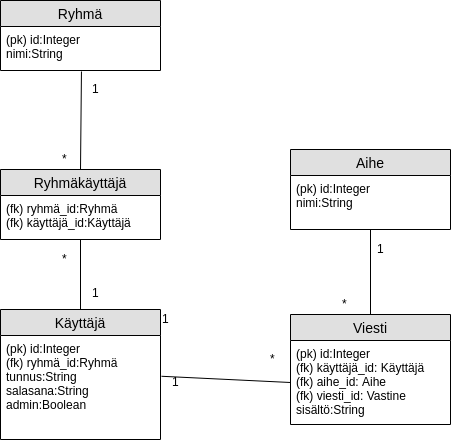 Ryhmä
(pk) id:Integer
nimi:String
1
*
Ryhmäkäyttäjä
(fk) ryhmä_id:Ryhmä
(fk) käyttäjä_id:Käyttäjä
*
1
Käyttäjä
(pk) id:Integer
(fk) ryhmä_id:Ryhmä
tunnus:String
salasana:String
admin:Boolean
1
1
*
Aihe
(pk) id:Integer
nimi:String
1
*
Viesti
(pk) id:Integer
(fk) käyttäjä_id: Käyttäjä
(fk) aihe_id: Aihe
(fk) viesti_id: Vastine
sisältö:String